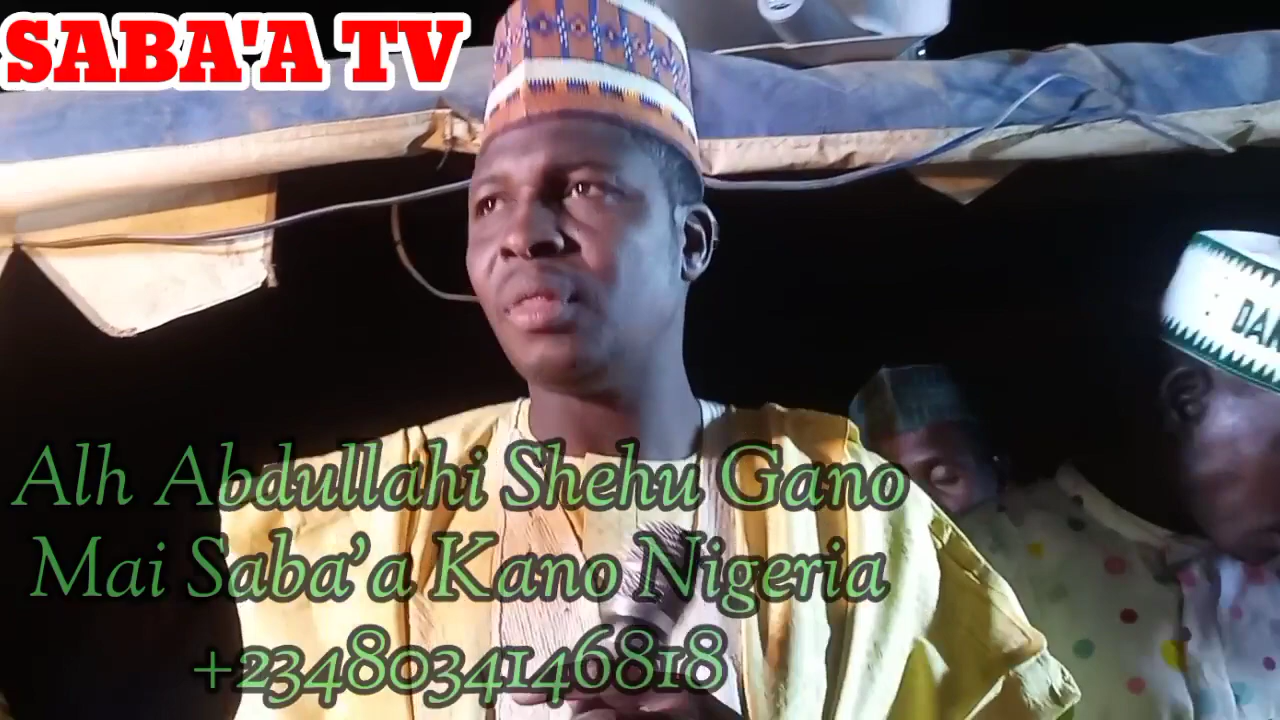 SABA'A TV
Alh Abdullahi Shehu Gano
Mai Saba’a Kano Nigeria
+2348034146818